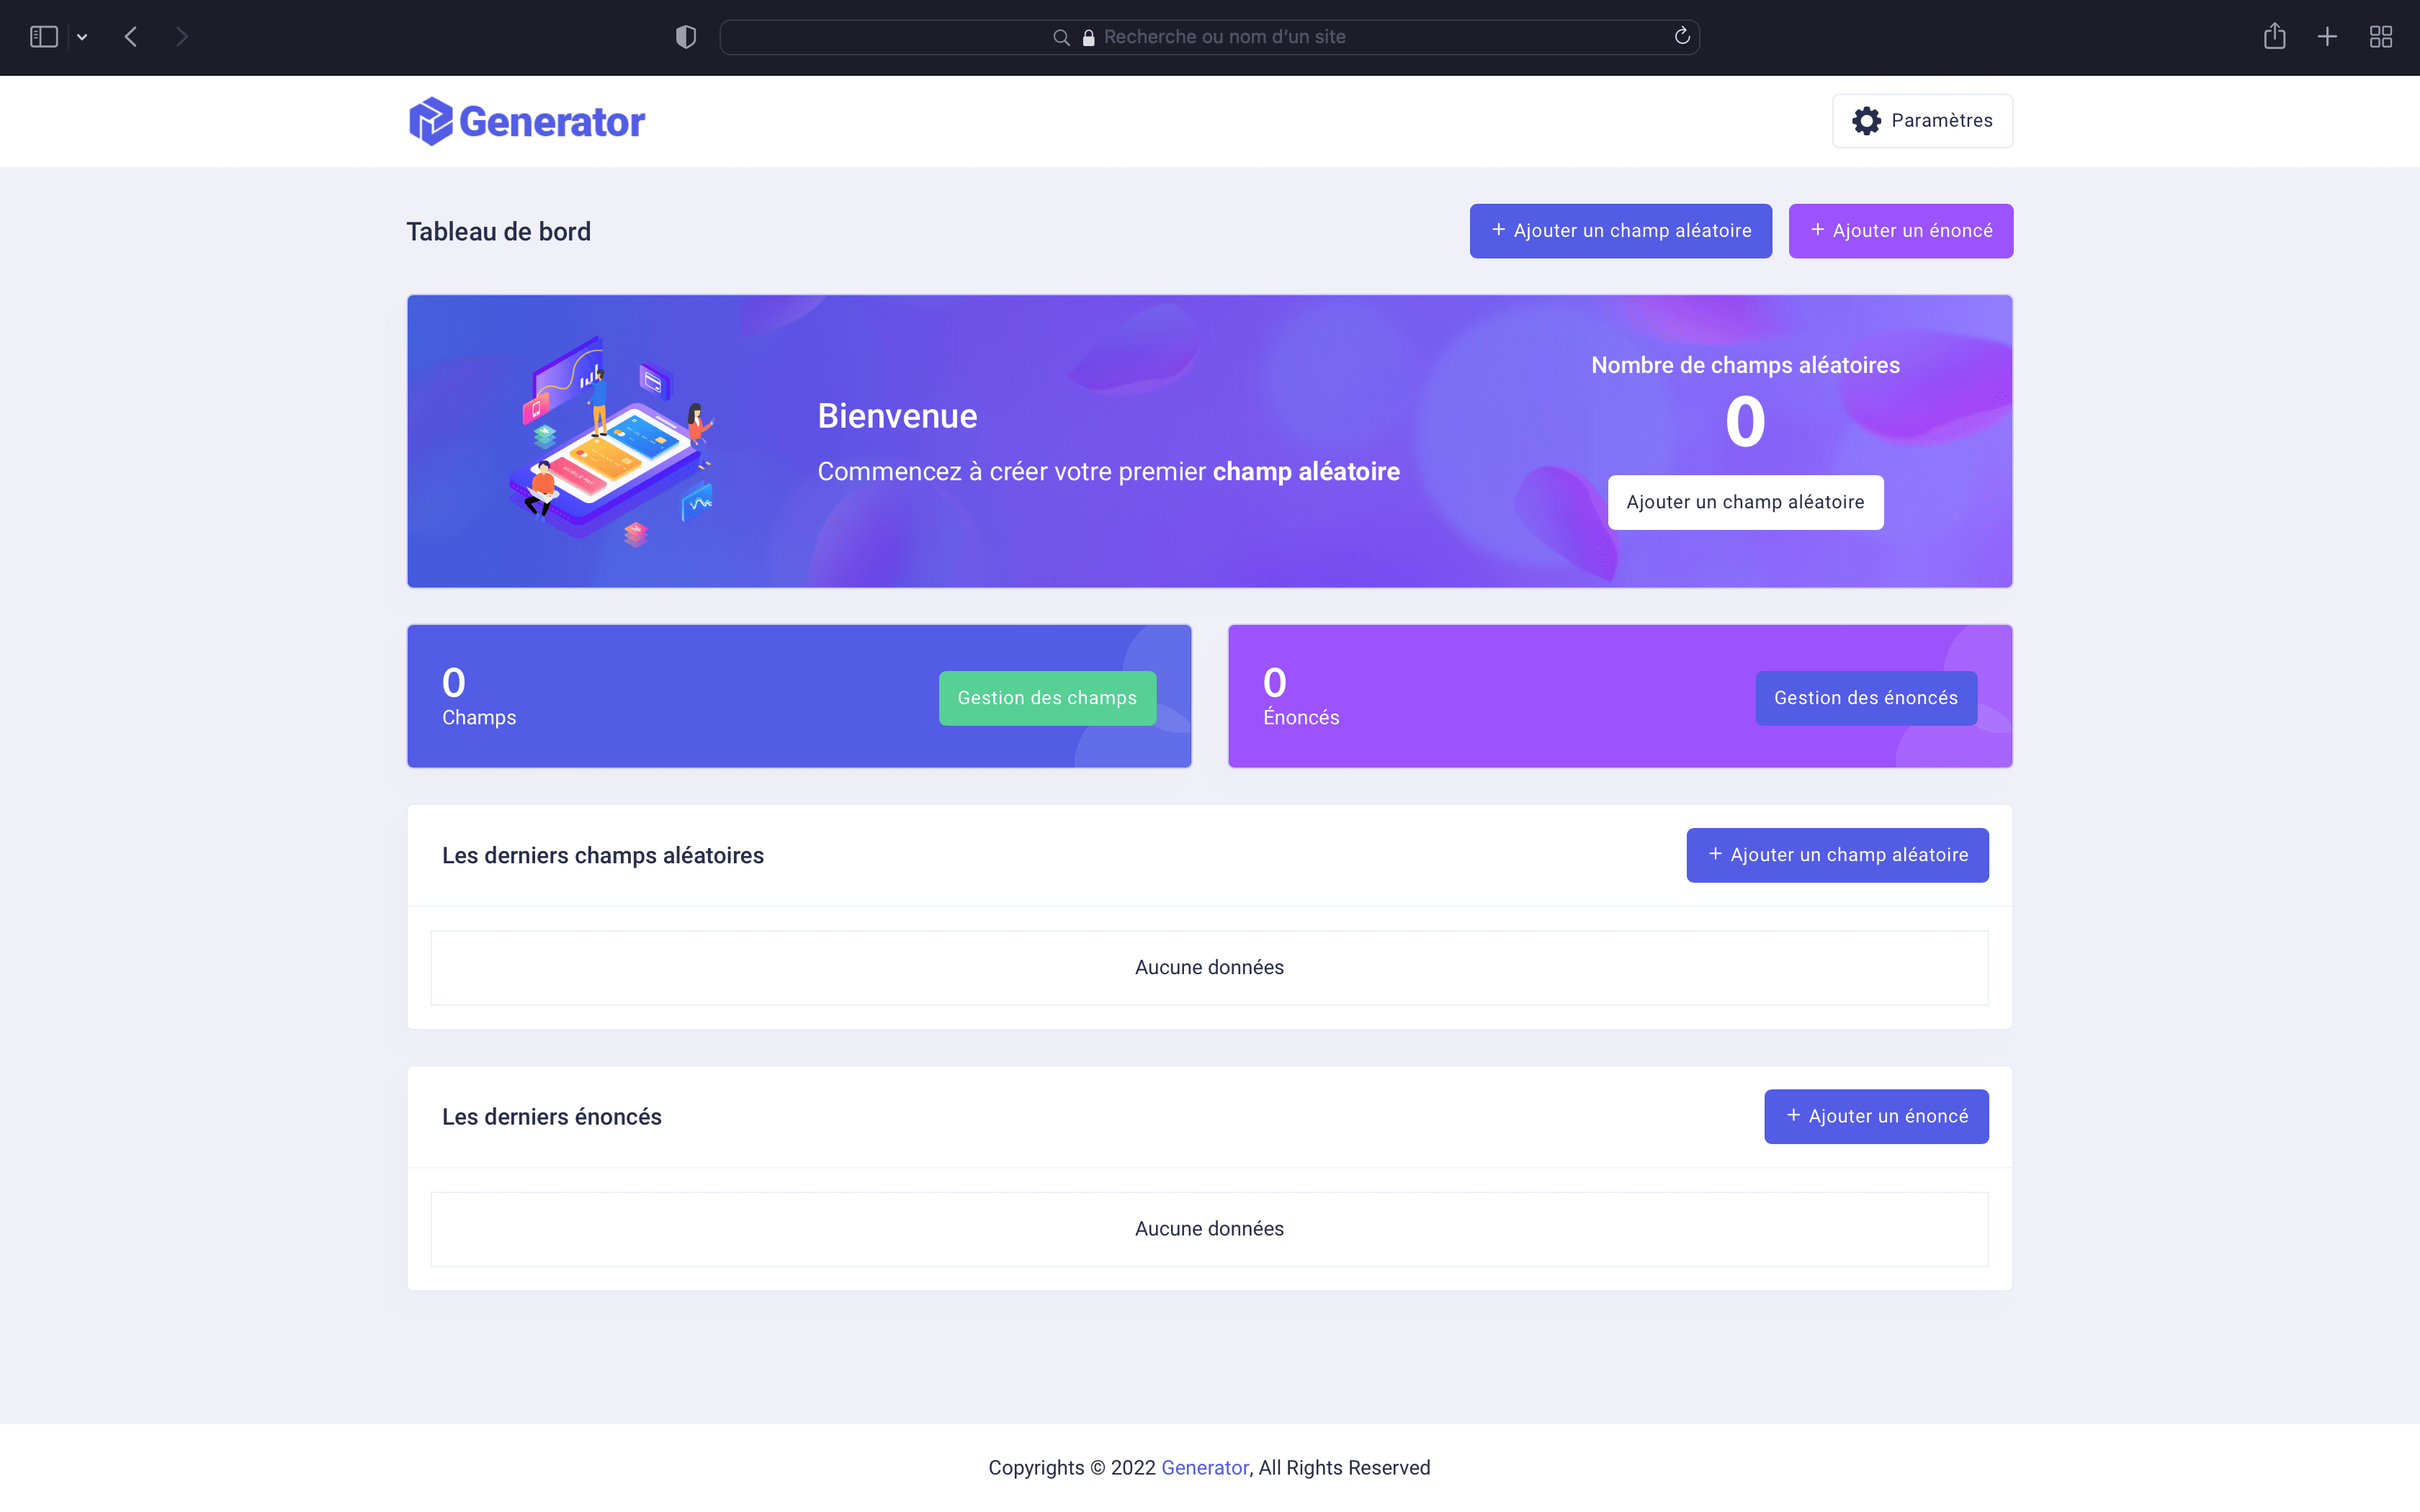 Recherche ou nom d'un site
Generator
Paramètres
Tableau de bord
+ Ajouter un champ aléatoire
+ Ajouter un énoncé
Nombre de champs aléatoires
0
Bienvenue
Commencez à créer votre premier champ aléatoire
Ajouter un champ aléatoire
MOBILE PAY
0
Champs
Gestion des champs
0
Énoncés
Gestion des énoncés
Les derniers champs aléatoires
+ Ajouter un champ aléatoire
Aucune données
Les derniers énoncés
+ Ajouter un énoncé
Aucune données
Copyrights © 2022 Generator, All Rights Reserved